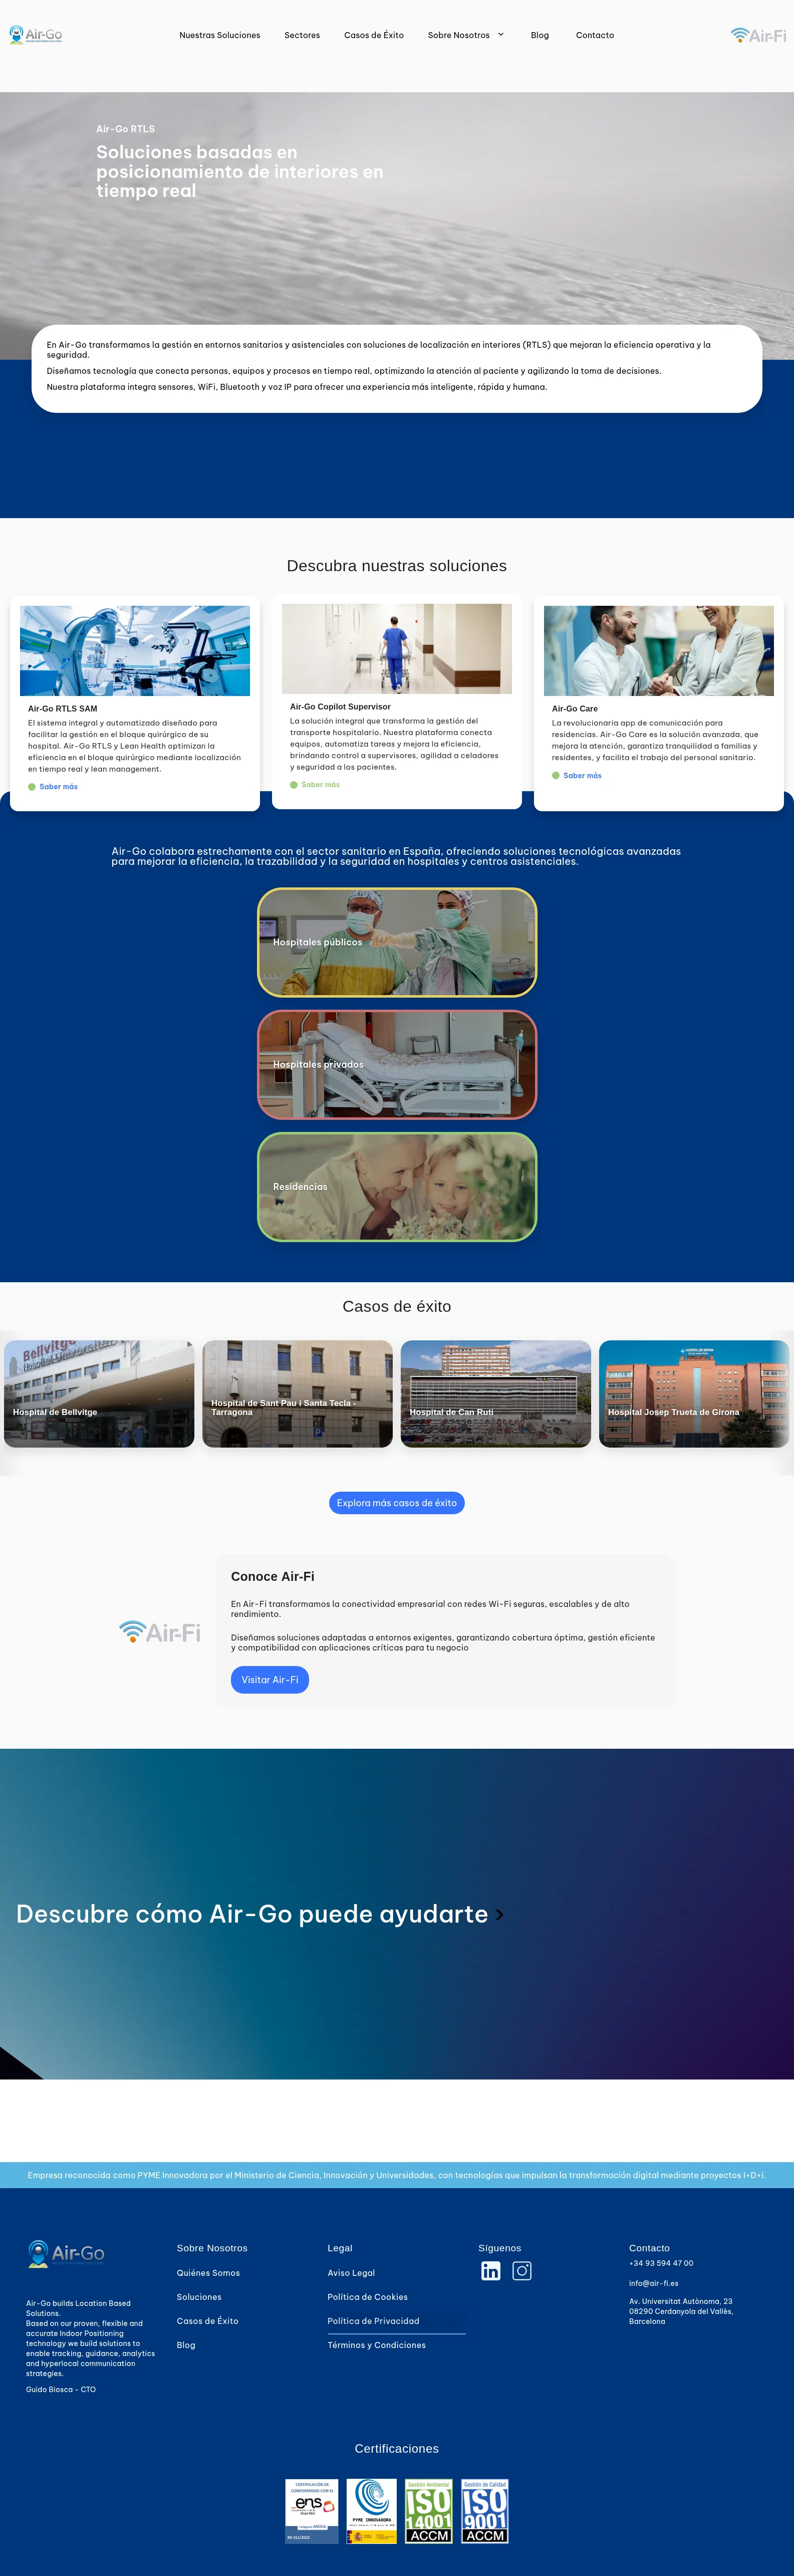 Air-Go
Nuestras Soluciones
Sectores
Casos de Éxito
Sobre Nosotros
Blog
Contacto
Air-Fi
Air-Go RTLS
Soluciones basadas en
posicionamiento de interiores en
tiempo real
En Air-Go transformamos la gestión en entornos sanitarios y asistenciales con soluciones de localización en interiores (RTLS) que mejoran la eficiencia operativa y la
seguridad.
Diseñamos tecnología que conecta personas, equipos y procesos en tiempo real, optimizando la atención al paciente y agilizando la toma de decisiones.
Nuestra plataforma integra sensores, WiFi, Bluetooth y voz IP para ofrecer una experiencia más inteligente, rápida y humana.
Descubra nuestras soluciones
Air-Go RTLS SAM
El sistema integral y automatizado diseñado para
facilitar la gestión en el bloque quirúrgico de su
hospital. Air-Go RTLS y Lean Health optimizan la
eficiencia en el bloque quirúrgico mediante localización
en tiempo real y lean management.
Saber más
Air-Go Copilot Supervisor
La solución integral que transforma la gestión del
transporte hospitalario. Nuestra plataforma conecta
equipos, automatiza tareas y mejora la eficiencia,
brindando control a supervisores, agilidad a celadores
y seguridad a los pacientes.
Saber más
Air-Go Care
La revolucionaria app de comunicación para
residencias. Air-Go Care es la solución avanzada, que
mejora la atención, garantiza tranquilidad a familias y
residentes, y facilita el trabajo del personal sanitario.
Saber más
Air-Go colabora estrechamente con el sector sanitario en España, ofreciendo soluciones tecnológicas avanzadas
para mejorar la eficiencia, la trazabilidad y la seguridad en hospitales y centros asistenciales.
Hospitales públicos
Hospitales privados
Residencias
Casos de éxito
Bellvitge
Hospital Universitari
Hospital de Bellvitge
Hospital de Sant Pau i Santa Tecla -
Tarragona
P
Hospital de Can Ruti
Hospital Josep Trueta de Girona
Explora más casos de éxito
Air-Fi
Conoce Air-Fi
En Air-Fi transformamos la conectividad empresarial con redes Wi-Fi seguras, escalables y de alto
rendimiento.
Diseñamos soluciones adaptadas a entornos exigentes, garantizando cobertura óptima, gestión eficiente
y compatibilidad con aplicaciones críticas para tu negocio
Visitar Air-Fi
Descubre cómo Air-Go puede ayudarte >
Empresa reconocida como PYME Innovadora por el Ministerio de Ciencia, Innovación y Universidades, con tecnologías que impulsan la transformación digital mediante proyectos I+D+i.
Air-Go
Air-Go builds Location Based
Solutions.
Based on our proven, flexible and
accurate Indoor Positioning
technology we build solutions to
enable tracking, guidance, analytics
and hyperlocal communication
strategies.
Guido Biosca - CTO
Sobre Nosotros
Quiénes Somos
Soluciones
Casos de Éxito
Blog
Legal
Aviso Legal
Política de Cookies
Política de Privacidad
Términos y Condiciones
Síguenos
Contacto
+34 93 594 47 00
info@air-fi.es
Av. Universitat Autònoma, 23
08290 Cerdanyola del Vallès,
Barcelona
Certificaciones
CERTIFICACIÓN DE
CONFORMIDAD CON EL
ens
Categoría MEDIA
PYME INNOVADORA
Gestión Ambiental
ISO
14001
ACCM
Gestión de Calidad
ISO
9001
ACCM